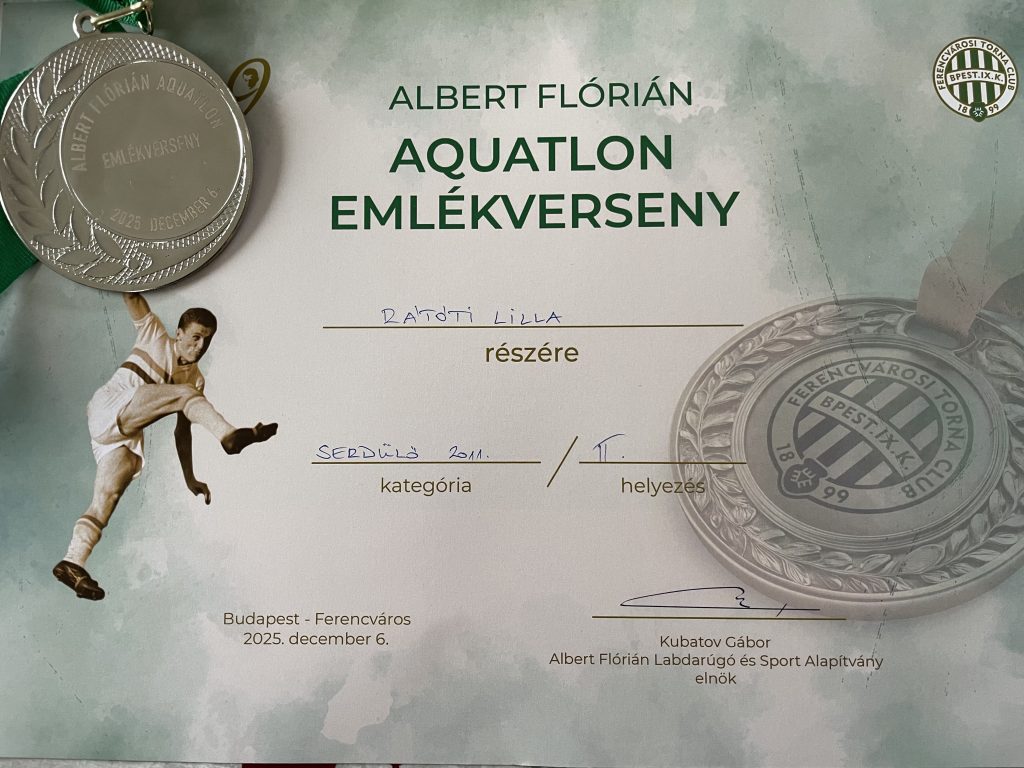 ALBERT FLÓRIÁN AQUATLON
EMLÉKVERSENY
2025 DECEMBER 6.
9
ALBERT FLÓRIÁN
AQUATLON
EMLÉKVERSENY
FERENCVÁROSI TORNA CLUB
BPEST.IX.K.
18 99
RÁTÓTI LILLA
részére
SERDÜLŐ 2011. / II.
kategória helyezés
FERENCVÁROSI TORNA CLUB
BPEST.IX.K.
18 99
Budapest - Ferencváros
2025. december 6.
Kubatov Gábor
Albert Flórián Labdarúgó és Sport Alapítvány
elnök